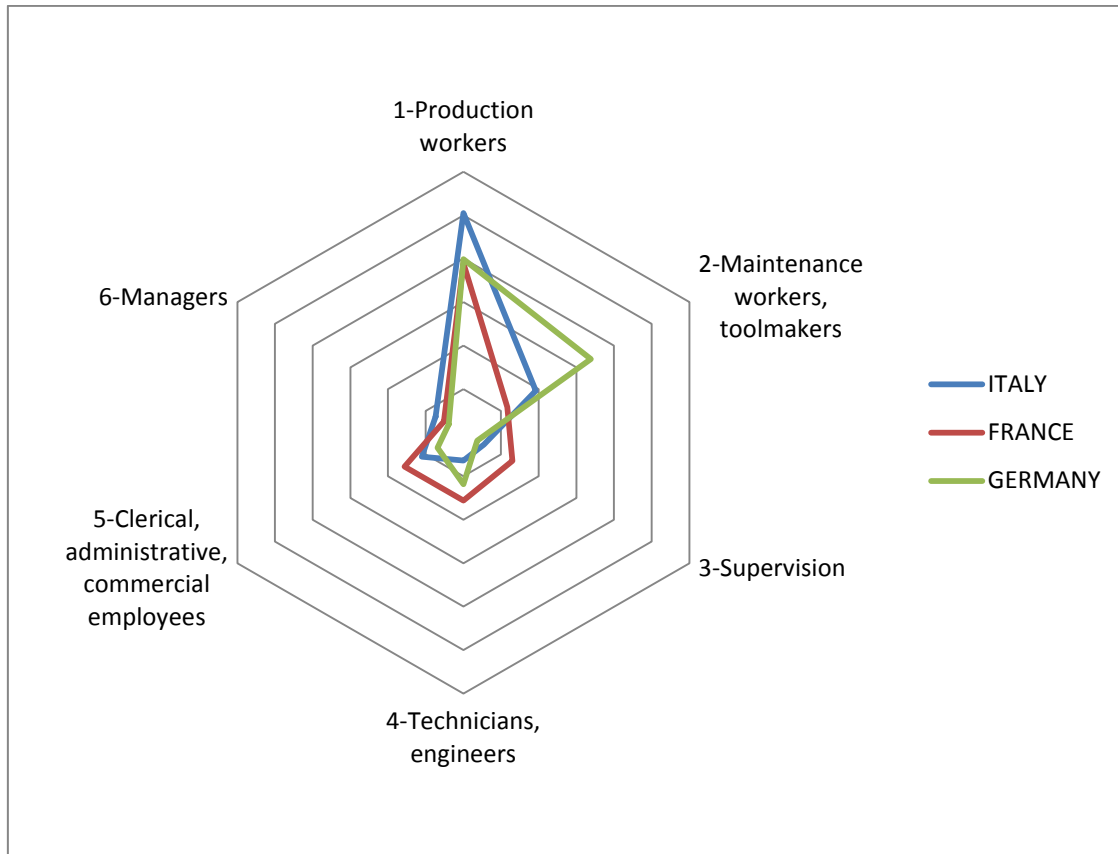 1-Production
workers
2-Maintenance
workers,
toolmakers
3-Supervision
4-Technicians,
engineers
5-Clerical,
administrative,
commercial
employees
6-Managers
ITALY
FRANCE
GERMANY